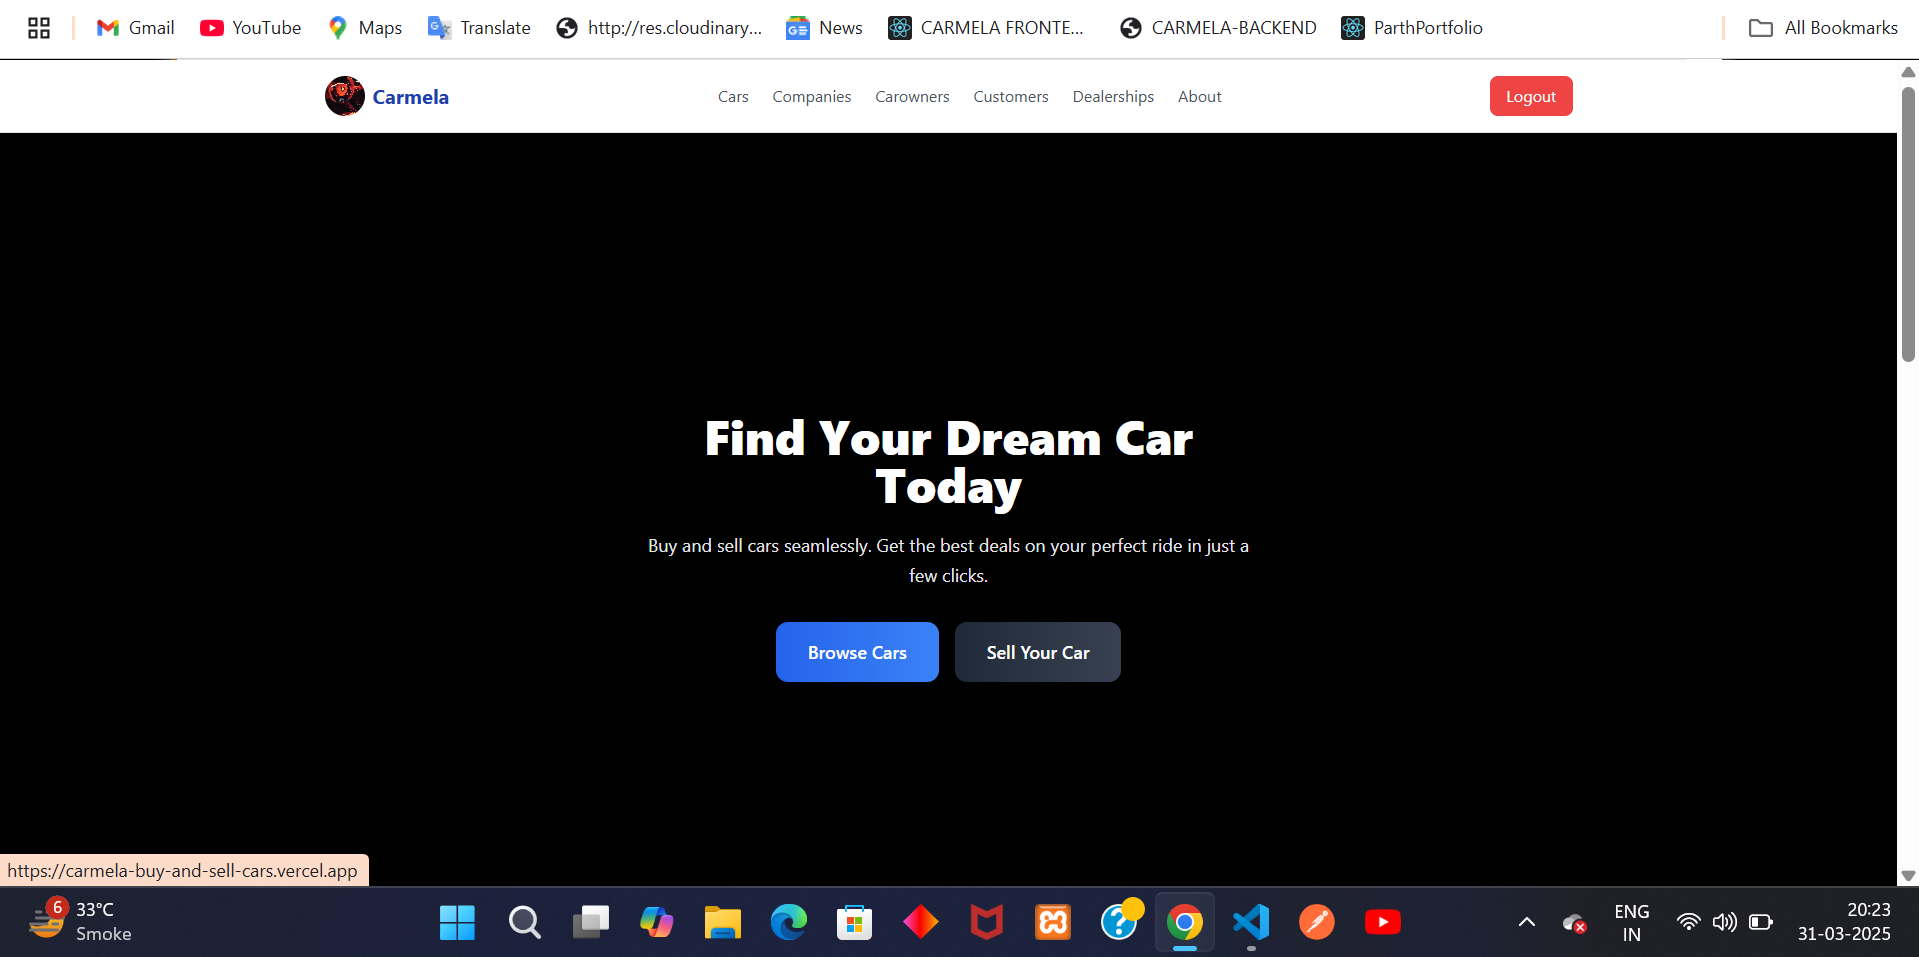 Gmail YouTube Maps Translate http://res.cloudinary... News CARMELA FRONTE... CARMELA-BACKEND ParthPortfolio All Bookmarks
Carmela Cars Companies Carowners Customers Dealerships About Logout
Find Your Dream Car
Today
Buy and sell cars seamlessly. Get the best deals on your perfect ride in just a
few clicks.
Browse Cars Sell Your Car
https://carmela-buy-and-sell-cars.vercel.app
6 33°C
Smoke
ENG
IN
20:23
31-03-2025